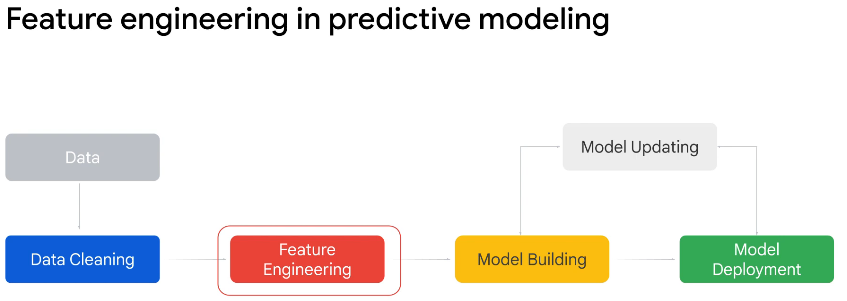 Feature engineering in predictive modeling
Data
Model Updating
Data Cleaning
Feature
Engineering
Model Building
Model
Deployment